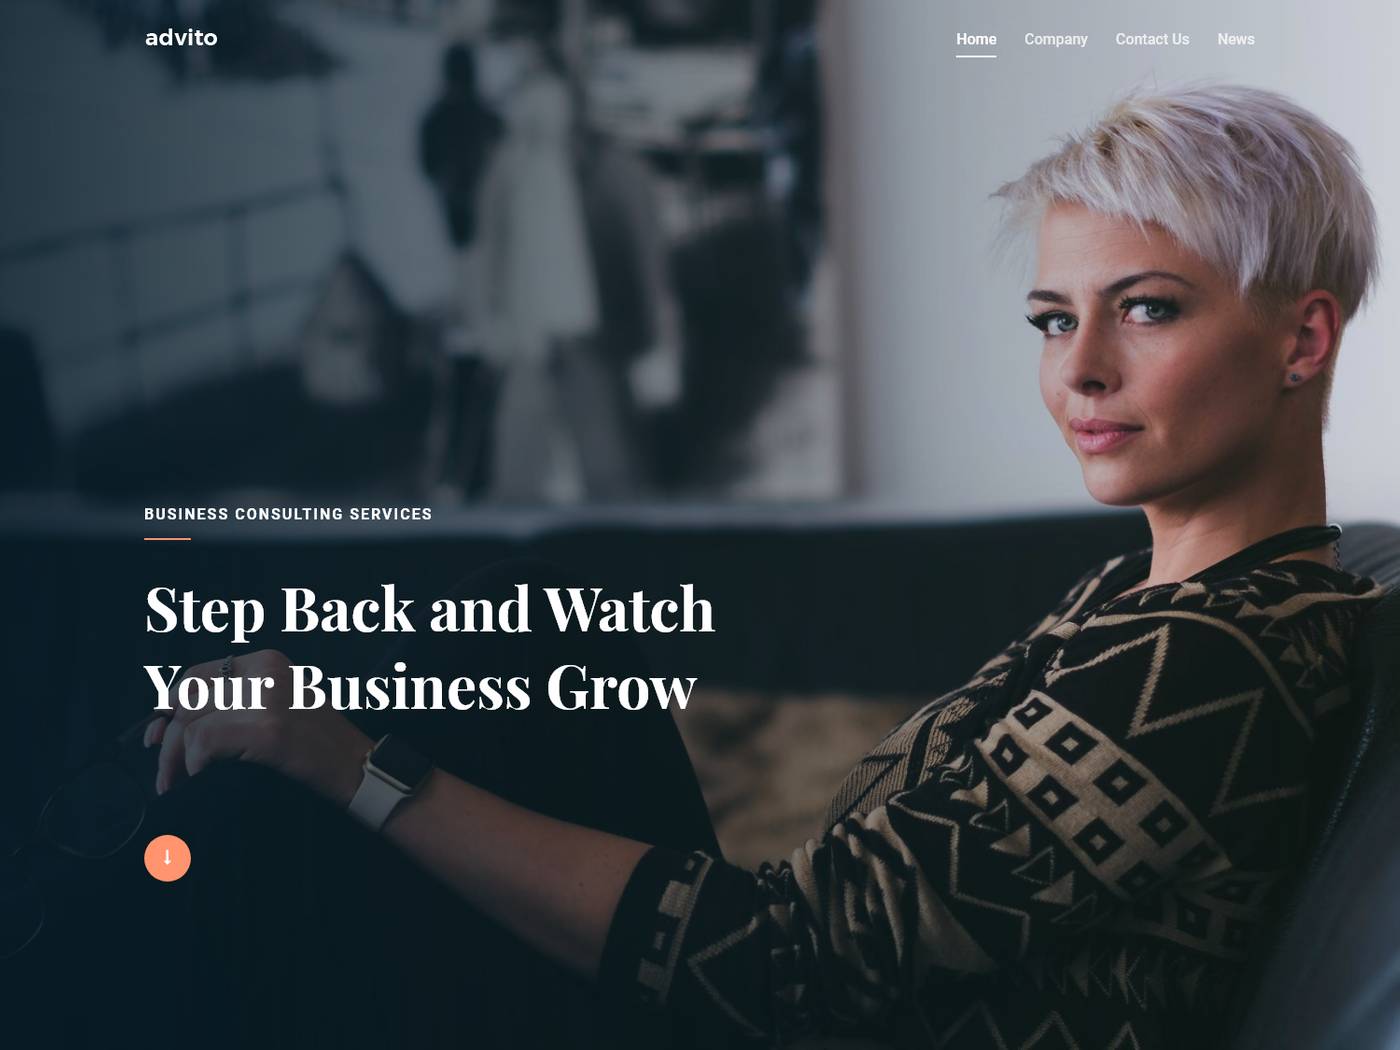 advito
Home Company Contact Us News
BUSINESS CONSULTING SERVICES
Step Back and Watch
Your Business Grow